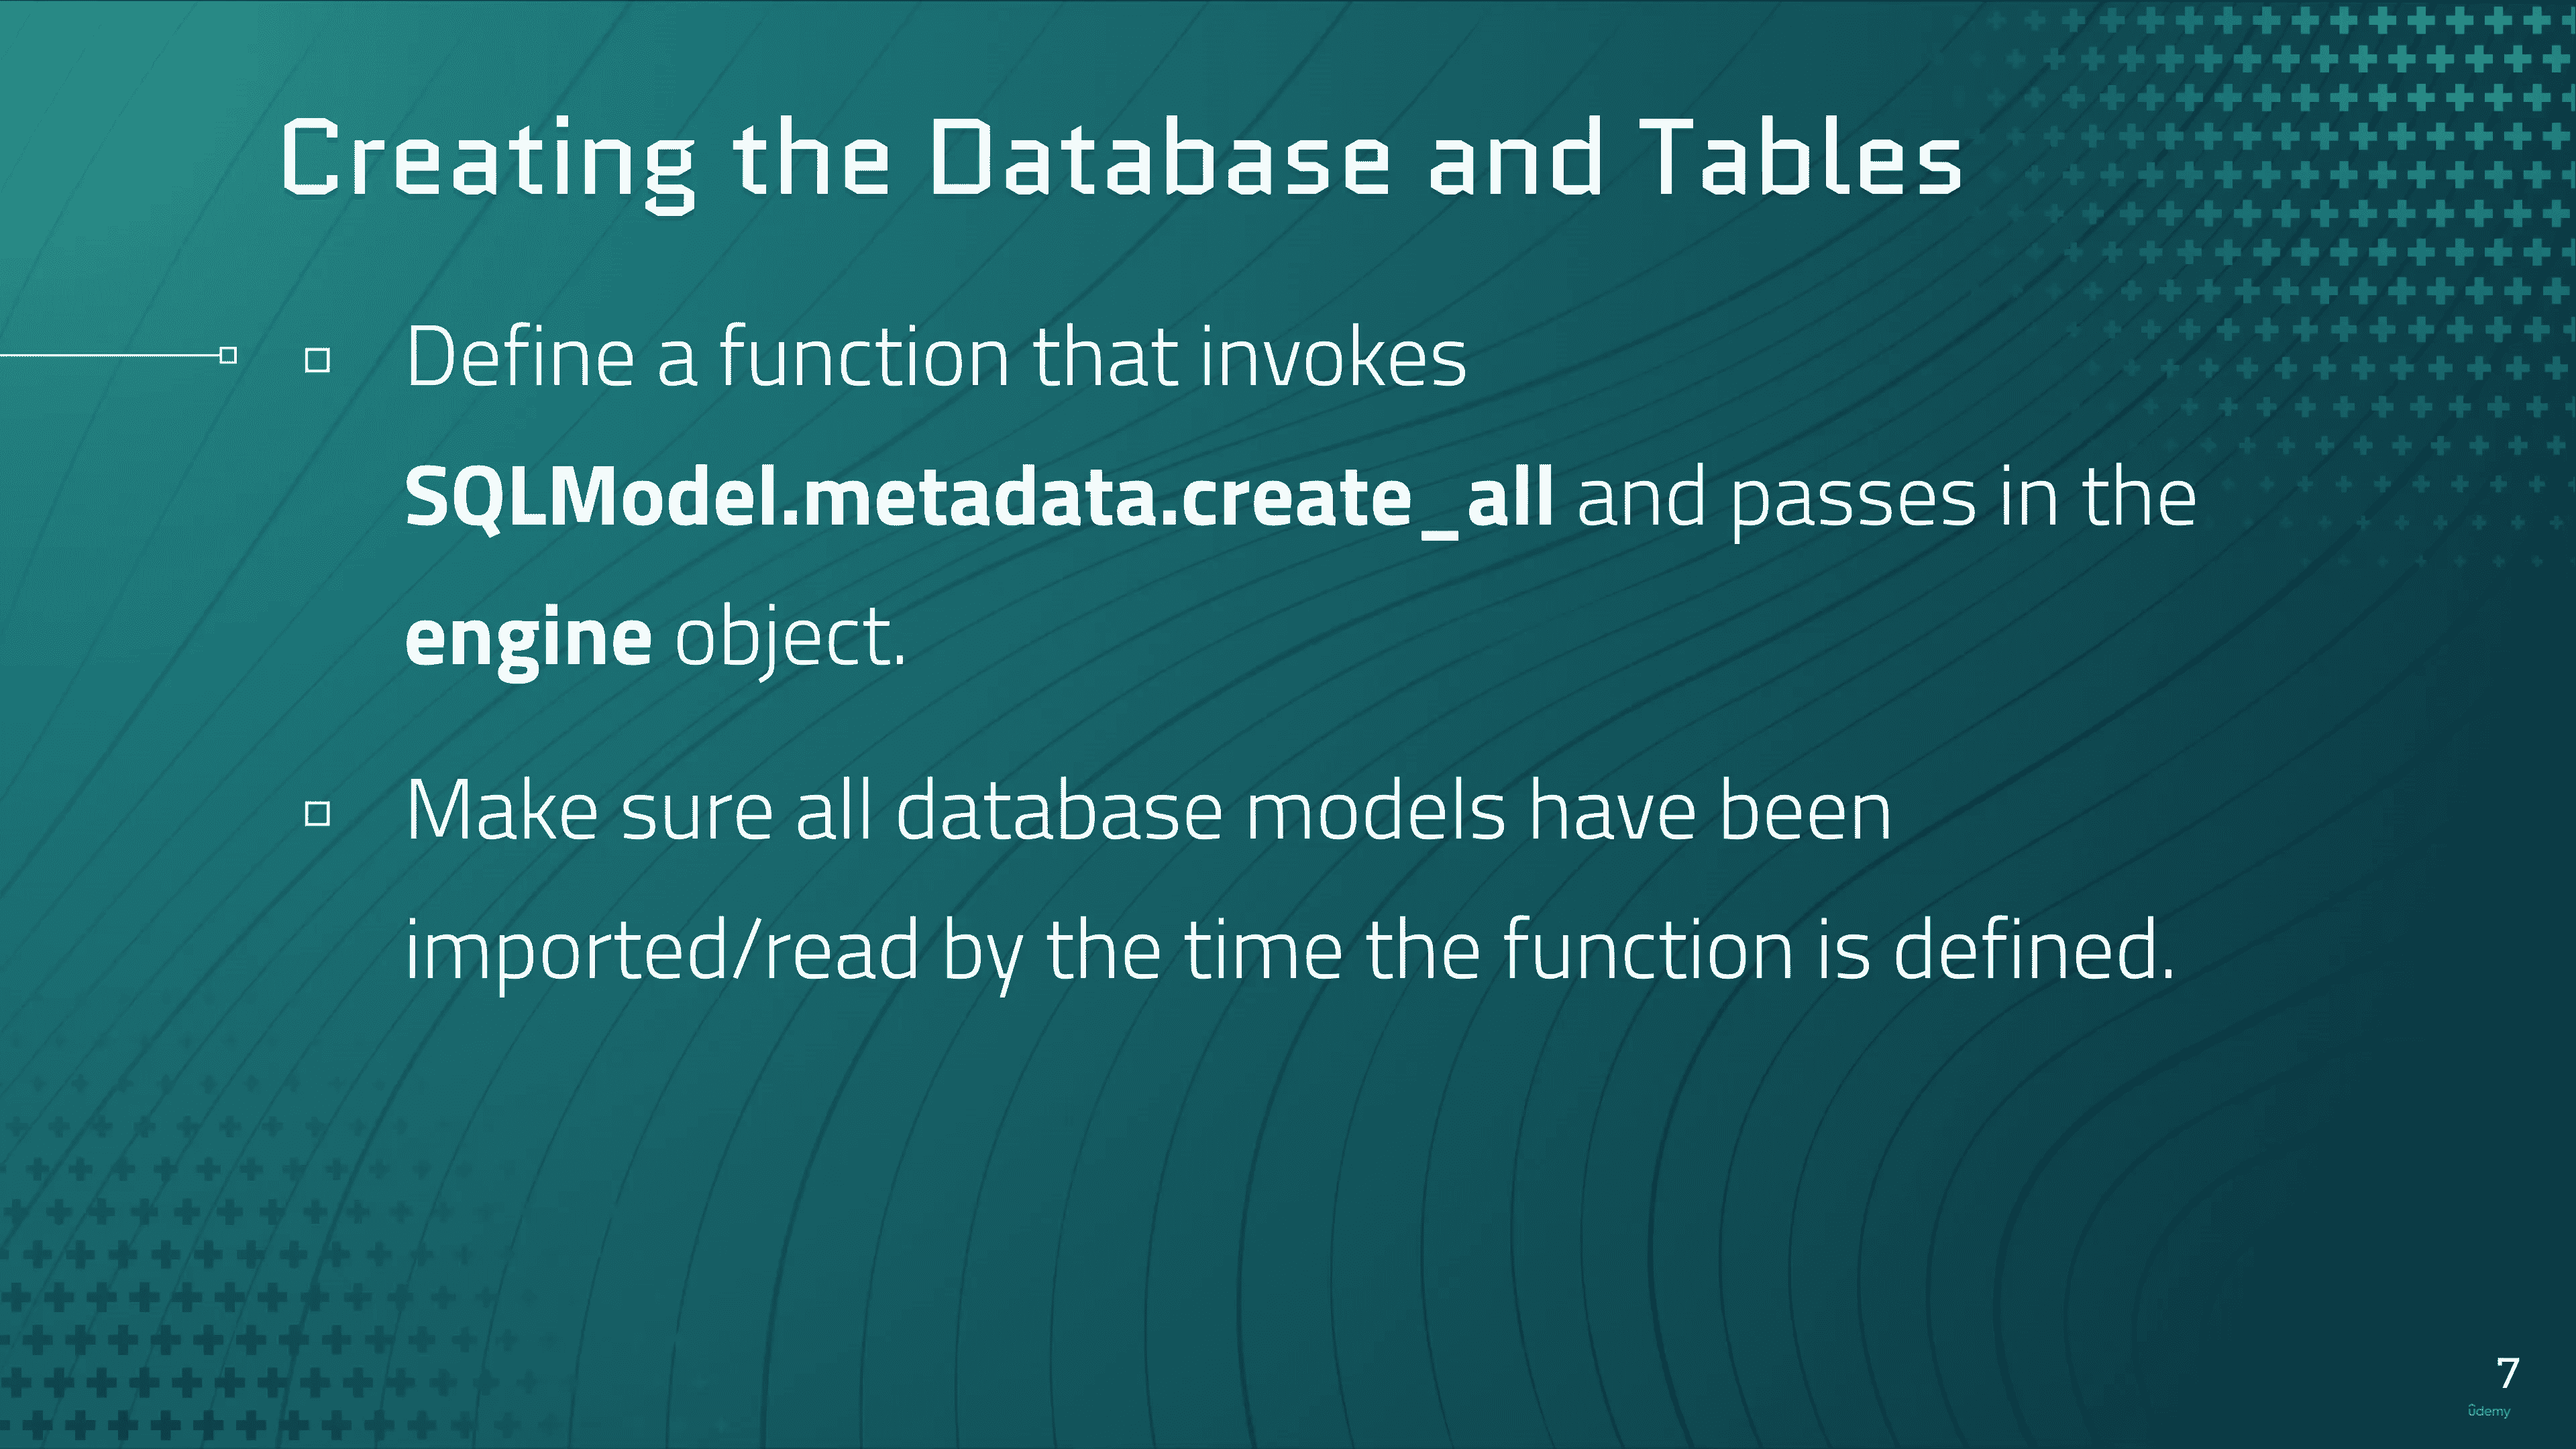 Creating the Database and Tables
Define a function that invokes
SQLModel.metadata.create_all and passes in the
engine object.
Make sure all database models have been
imported/read by the time the function is defined.
7
ûdemy